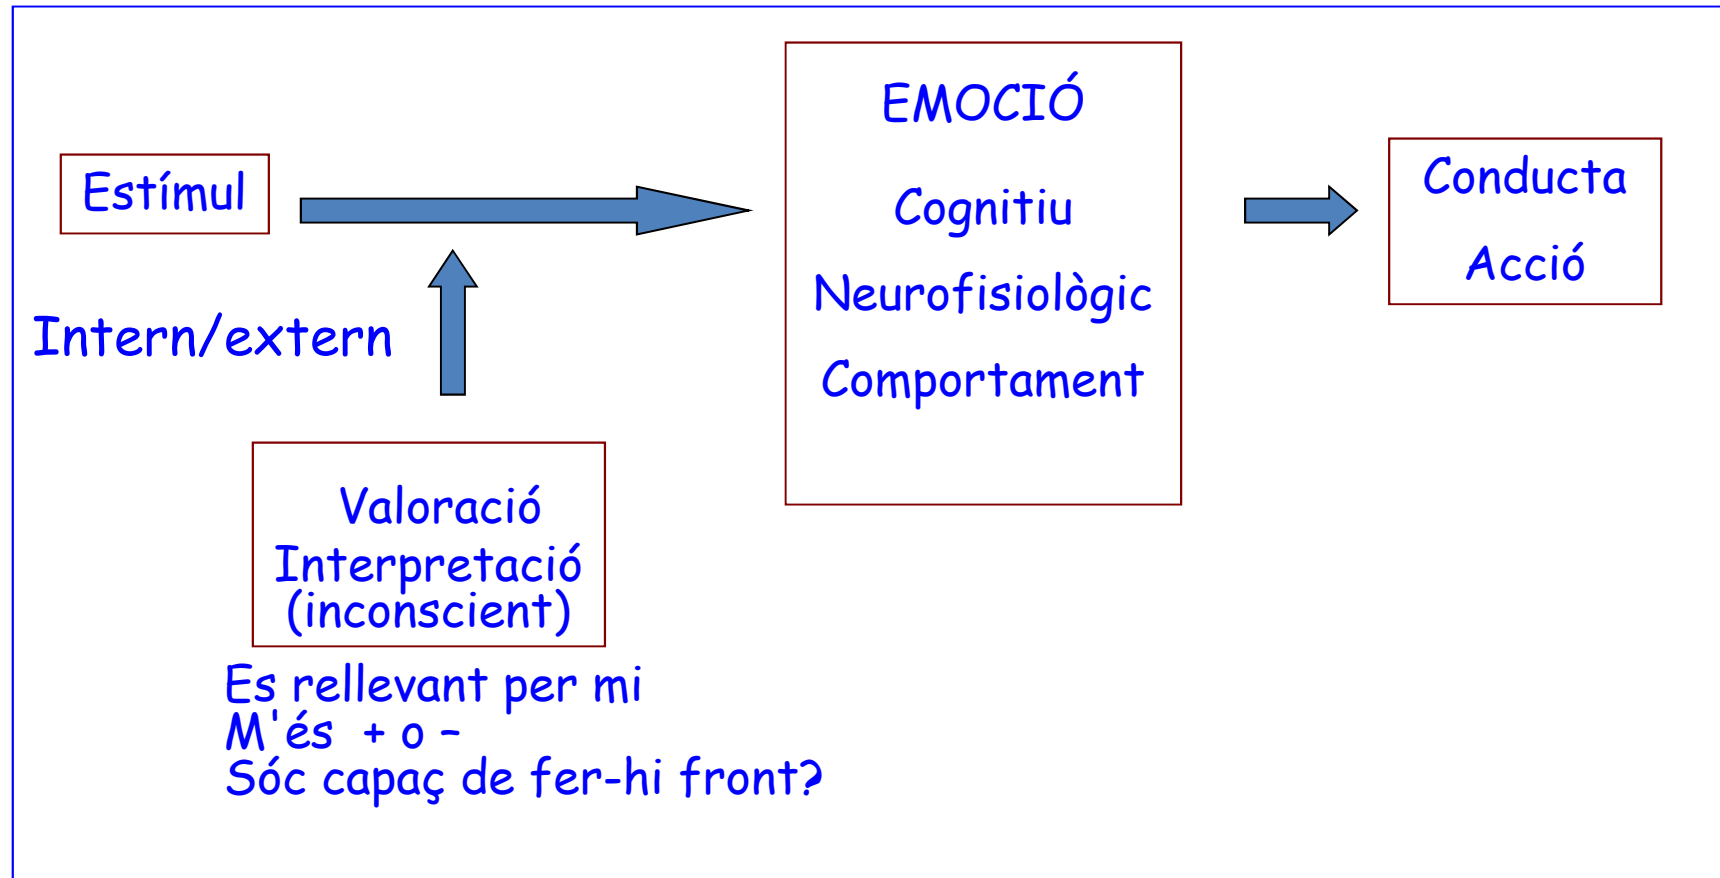 Estímul
Intern/extern
Valoració
Interpretació
(inconscient)
Es rellevant per mi
M'és + o -
Sóc capaç de fer-hi front?
EMOCIÓ
Cognitiu
Neurofisiològic
Comportament
Conducta
Acció